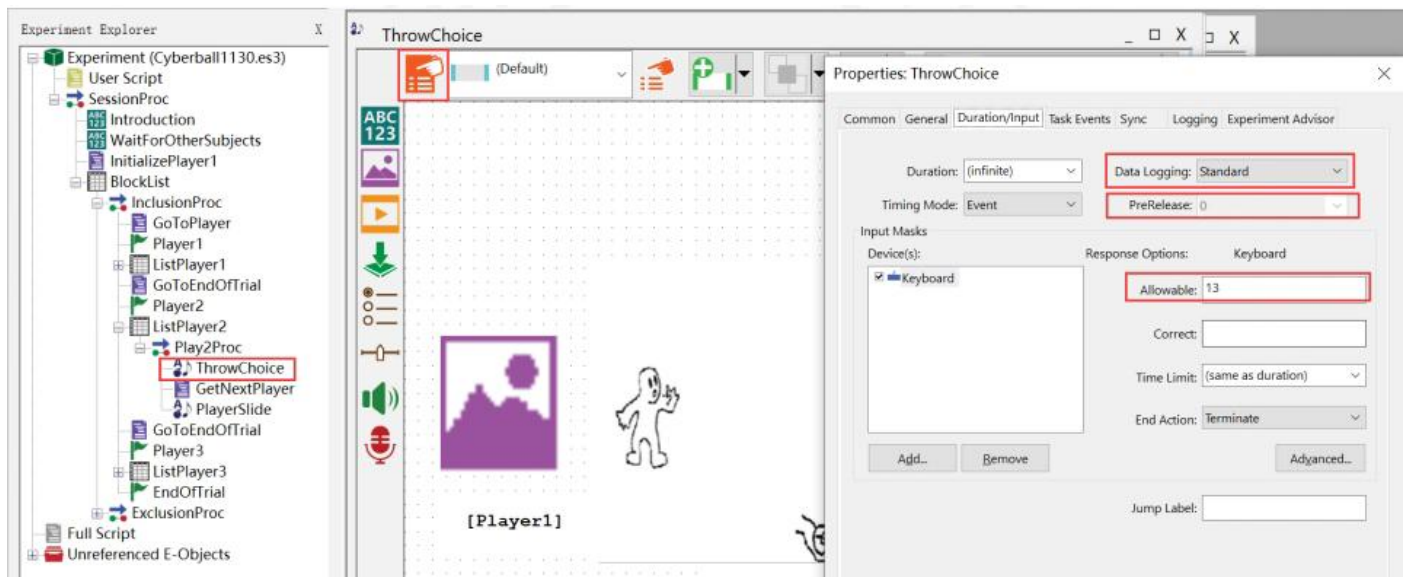 Experiment Explorer X
Experiment (Cyberball1130.es3)
User Script
SessionProc
Introduction
WaitForOtherSubjects
InitializePlayer1
BlockList
InclusionProc
GoToPlayer
Player1
ListPlayer1
GoToEndOfTrial
Player2
ListPlayer2
Play2Proc
ThrowChoice
GetNextPlayer
PlayerSlide
GoToEndOfTrial
Player3
ListPlayer3
EndOfTrial
ExclusionProc
Full Script
Unreferenced E-Objects
ThrowChoice
(Default)
ABC
123
[Player1]
Properties: ThrowChoice
Common General Duration/Input Task Events Sync Logging Experiment Advisor
Duration: (infinite) Data Logging: Standard
Timing Mode: Event PreRelease: 0
Input Masks
Device(s): Response Options: Keyboard
Keyboard
Allowable: 13
Correct:
Time Limit: (same as duration)
End Action: Terminate
Add... Remove Advanced...
Jump Label: